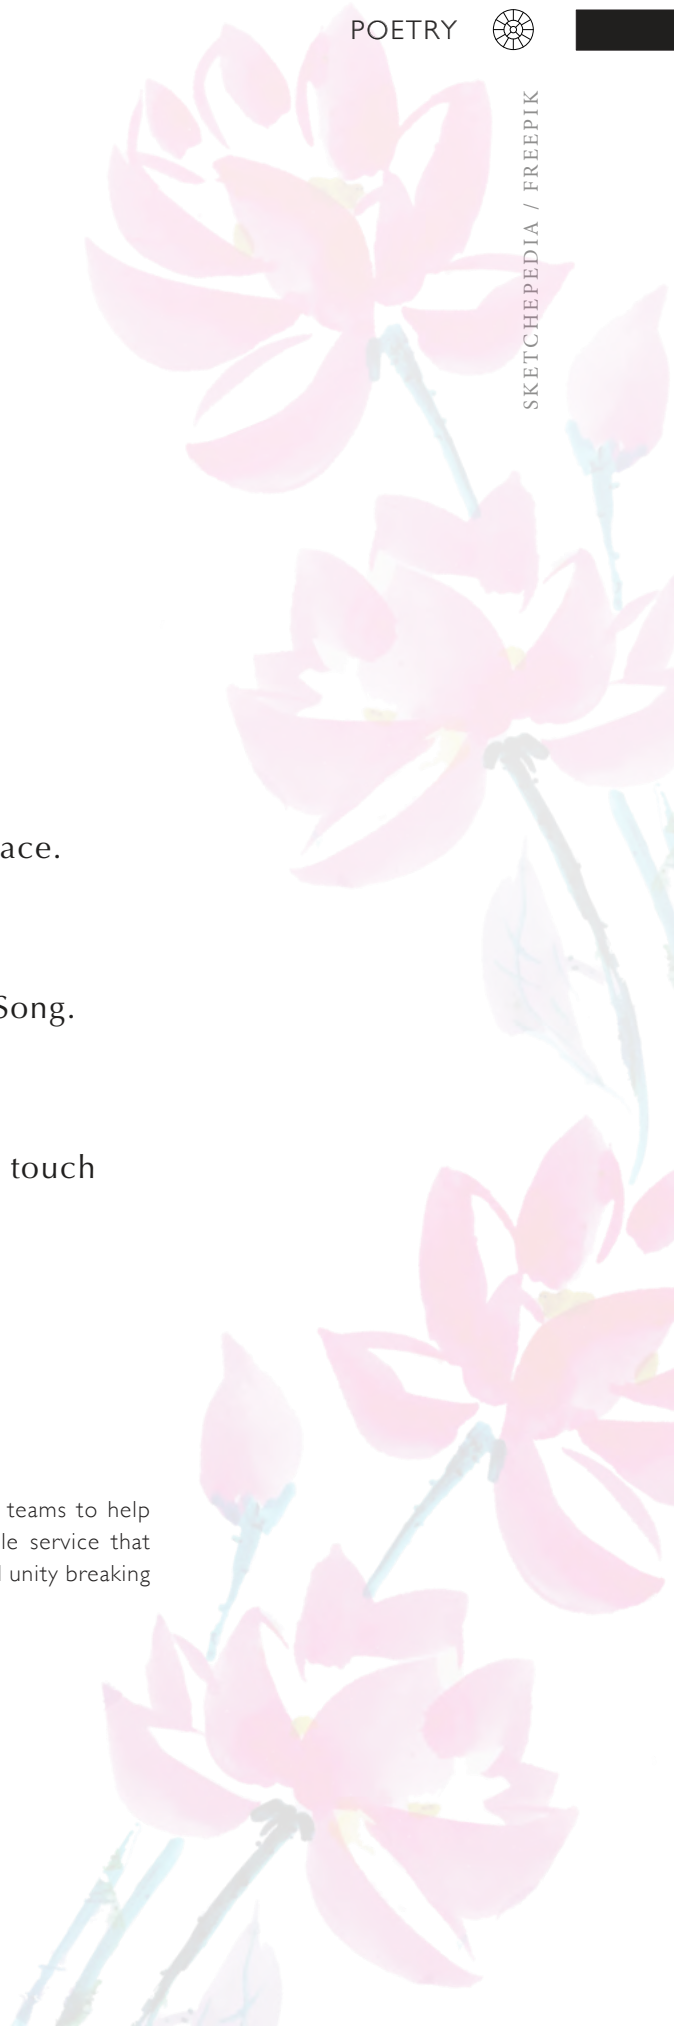 POETRY
SKETCHEPEDIA / FREEPIK
ace.
Song.
touch
teams to help
le service that
unity breaking